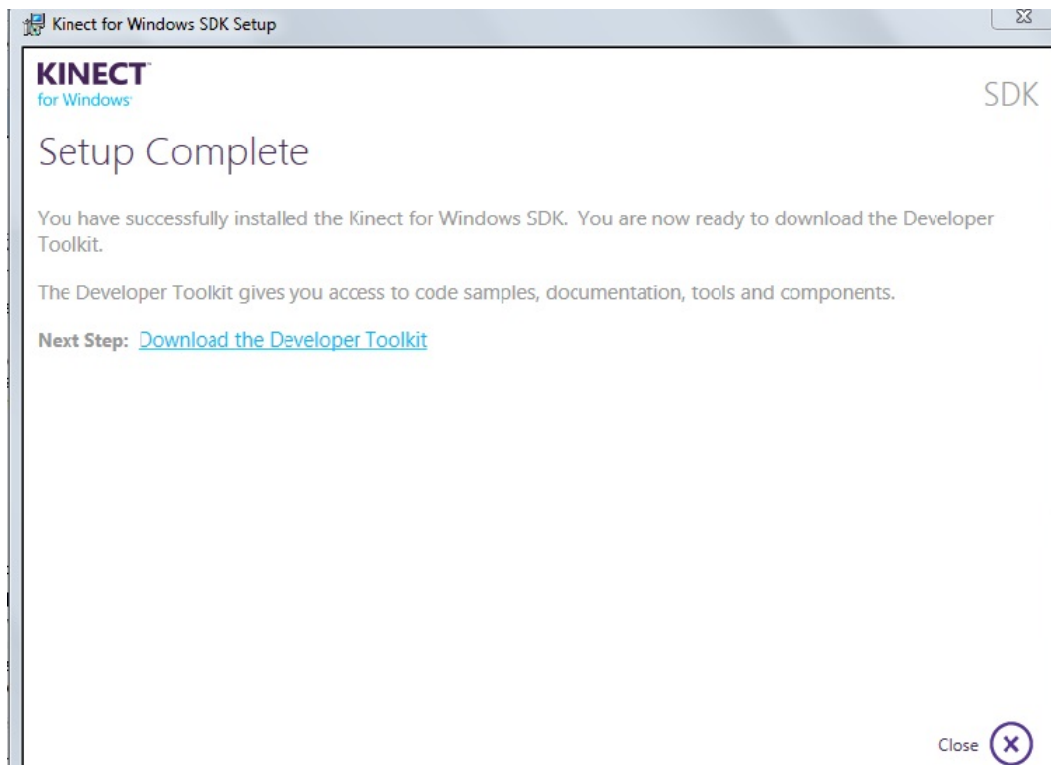 Kinect for Windows SDK Setup
KINECT™
for Windows®
SDK
Setup Complete
You have successfully installed the Kinect for Windows SDK. You are now ready to download the Developer
Toolkit.
The Developer Toolkit gives you access to code samples, documentation, tools and components.
Next Step: Download the Developer Toolkit
Close